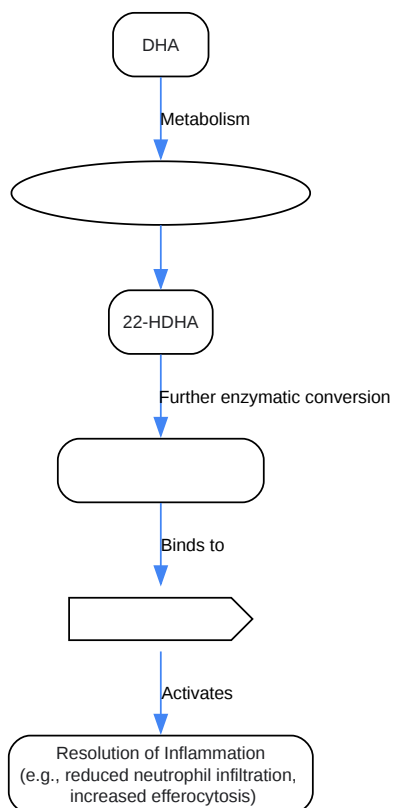 DHA
Metabolism
22-HDHA
Further enzymatic conversion
Binds to
Activates
Resolution of Inflammation
(e.g., reduced neutrophil infiltration,
increased efferocytosis)